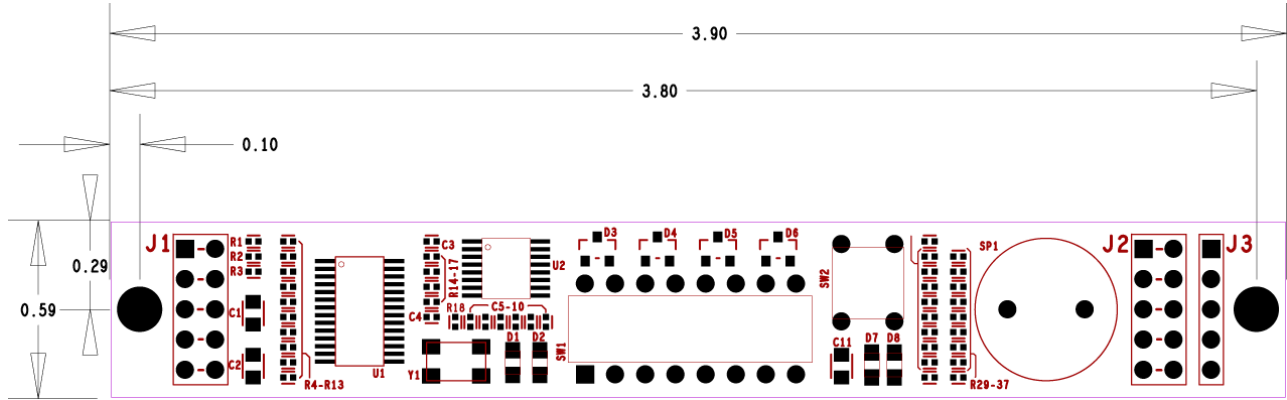 3.90
3.80
0.10
0.29
0.59
J1
R1
R2
R3
C1
C2
R4-R13
U1
C3
R14-17
C4
U2
R18
C5-10
Y1
D1
D2
SW1
D3
D4
D5
D6
SW2
C11
D7
D8
SP1
R29-37
J2
J3